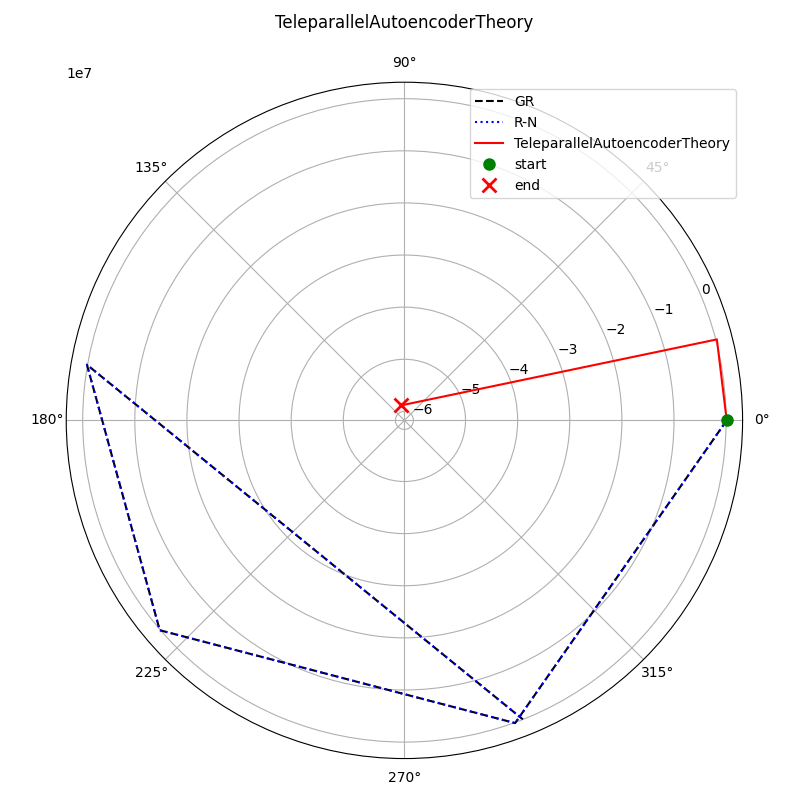 TeleparallelAutoencoderTheory
1e7
90°
GR
R-N
TeleparallelAutoencoderTheory
start
end
135°
45°
0
−1
−2
−3
−4
−5
−6
180°
0°
225°
315°
270°